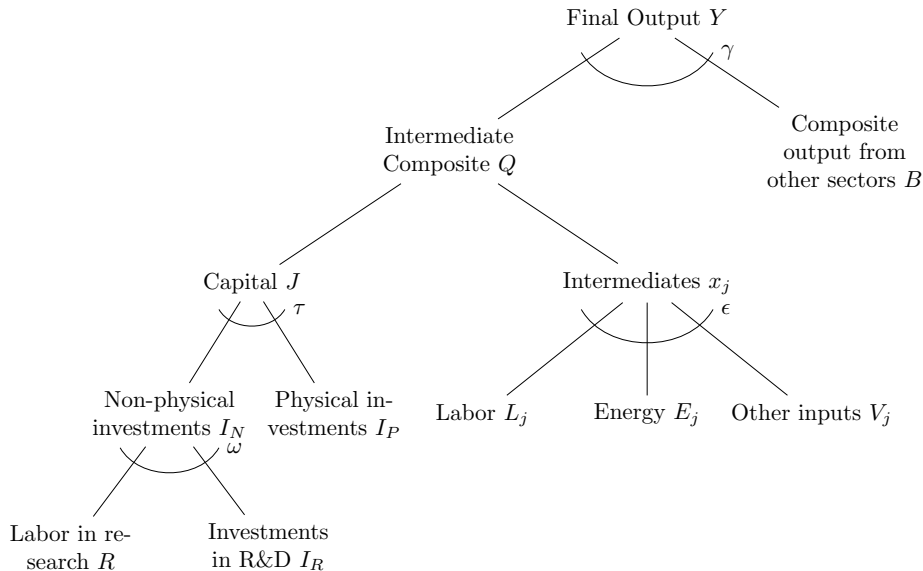 Final Output Y
γ
Intermediate
Composite Q
Composite
output from
other sectors B
Capital J
τ
Intermediates x_j
ϵ
Non-physical
investments I_N
ω
Physical in-
vestments I_P
Labor L_j
Energy E_j
Other inputs V_j
Labor in re-
search R
Investments
in R&D I_R